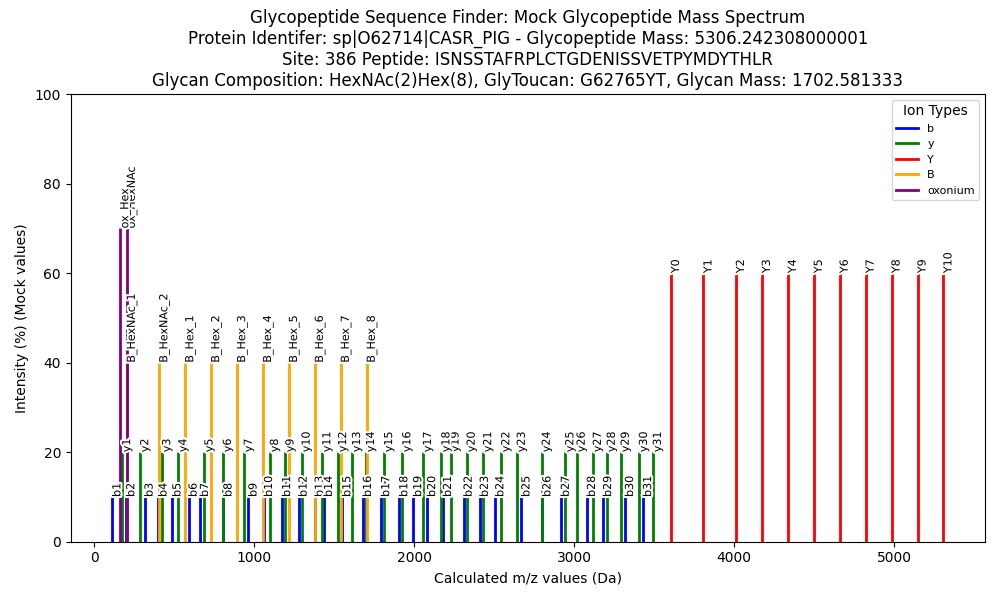 Glycopeptide Sequence Finder: Mock Glycopeptide Mass Spectrum
Protein Identifer: sp|O62714|CASR_PIG - Glycopeptide Mass: 5306.242308000001
Site: 386 Peptide: ISNSSTAFRPLCTGDENISSVETPYMDYTHLR
Glycan Composition: HexNAc(2)Hex(8), GlyToucan: G62765YT, Glycan Mass: 1702.581333
Intensity (%) (Mock values)
100
80
60
40
20
0
Ion Types
b
y
Y
B
oxonium
ox_Hex
ox_HexNAc
B_HexNAc_1
B_HexNAc_2
B_Hex_1
B_Hex_2
B_Hex_3
B_Hex_4
B_Hex_5
B_Hex_6
B_Hex_7
B_Hex_8
Y0
Y1
Y2
Y3
Y4
Y5
Y6
Y7
Y8
Y9
Y10
y1
y2
y3
y4
y5
y6
y7
y8
y9
y10
y11
y12
y13
y14
y15
y16
y17
y18
y19
y20
y21
y22
y23
y24
y25
y26
y27
y28
y29
y30
y31
b1
b2
b3
b4
b5
b6
b7
b8
b9
b10
b11
b12
b13
b14
b15
b16
b17
b18
b19
b20
b21
b22
b23
b24
b25
b26
b27
b28
b29
b30
b31
0
1000
2000
3000
4000
5000
Calculated m/z values (Da)